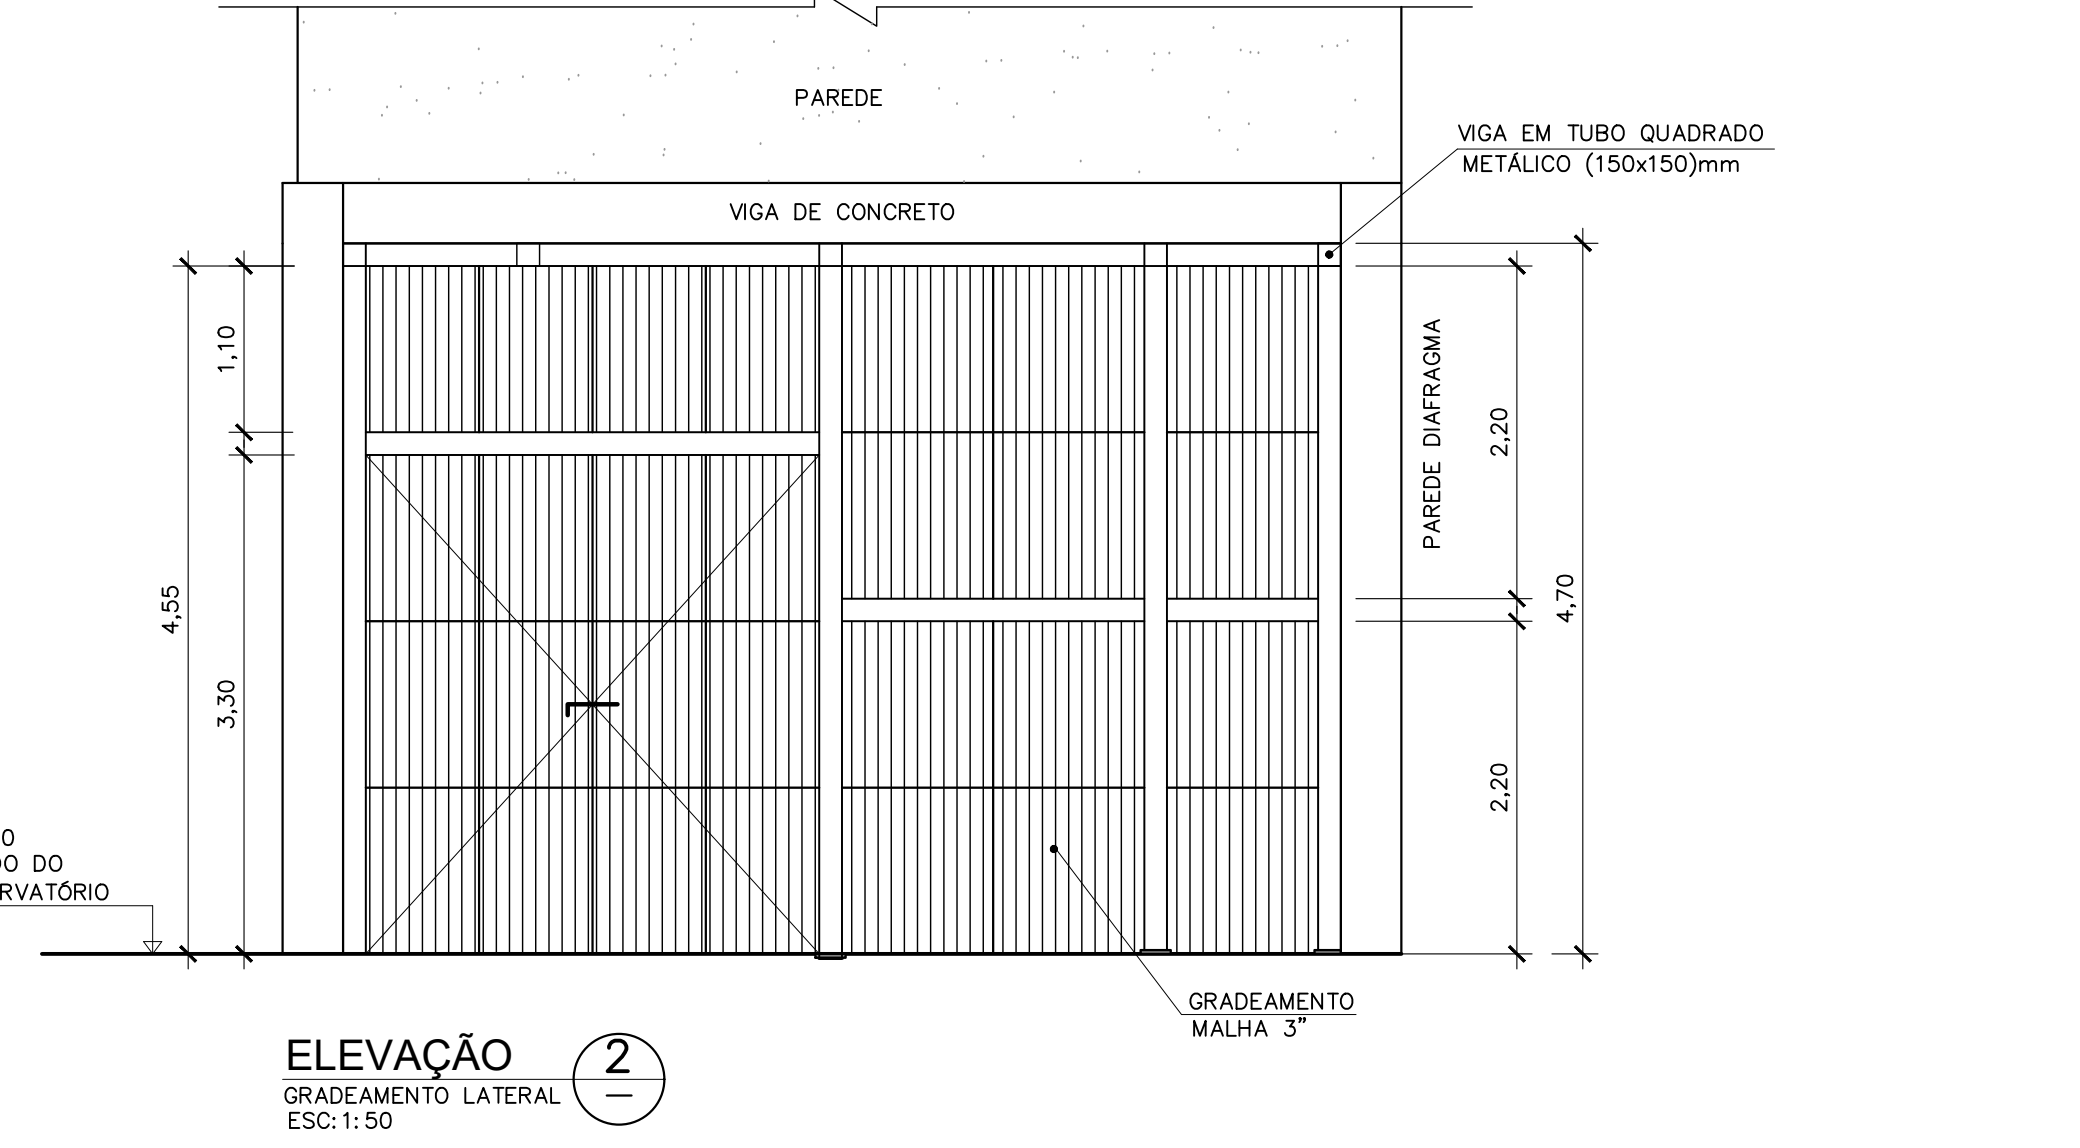 PAREDE
VIGA EM TUBO QUADRADO
METÁLICO (150x150)mm
VIGA DE CONCRETO
1,10
PAREDE DIAFRAGMA
2,20
4,55
4,70
3,30
2,20
DO
RVATÓRIO
GRADEAMENTO
MALHA 3”
ELEVAÇÃO
2
GRADEAMENTO LATERAL
ESC:1:50